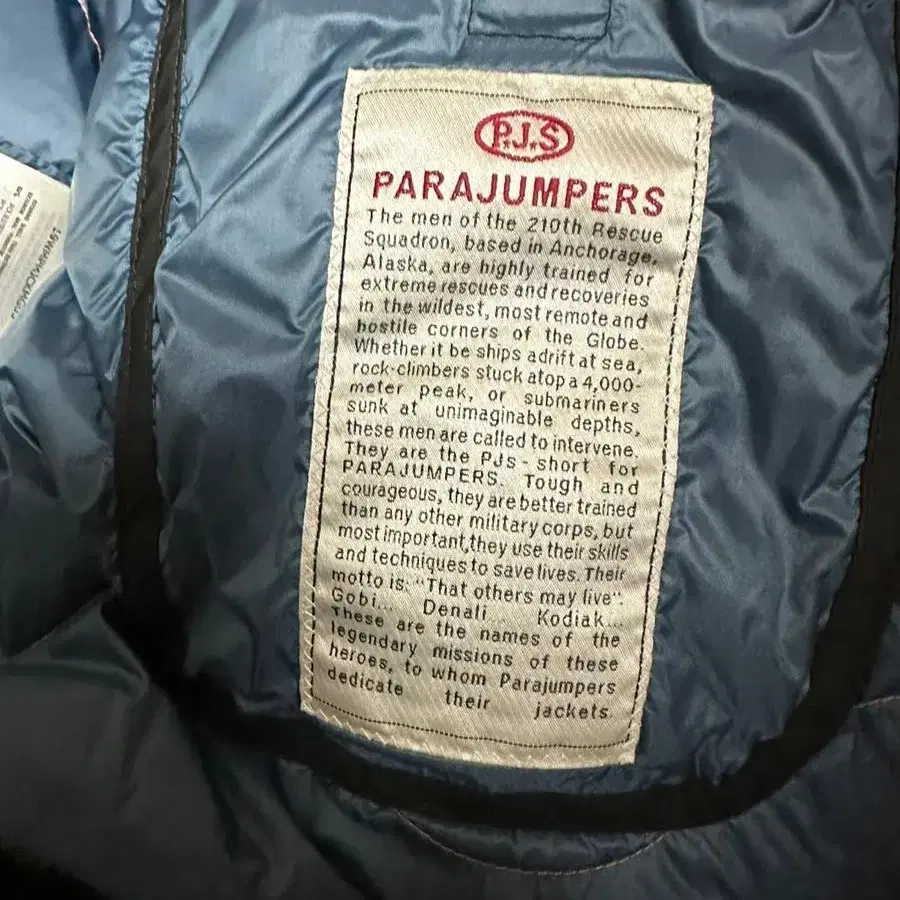 P.J.S
PARAJUMPERS
The men of the 210th Rescue
Squadron, based in Anchorage,
Alaska, are highly trained for
extreme rescues and recoveries
in the wildest, most remote and
hostile corners of the Globe.
Whether it be ships adrift at sea,
rock-climbers stuck atop a 4,000-
meter peak, or submariners
sunk at unimaginable depths,
these men are called to intervene.
They are the PJs - short for
PARAJUMPERS. Tough and
courageous, they are better trained
than any other military corps, but
most important, they use their skills
and techniques to save lives. Their
motto is: "That others may live".
Gobi... Denali... Kodiak...
These are the names of the
legendary missions of these
heroes, to whom Parajumpers
dedicate their jackets.